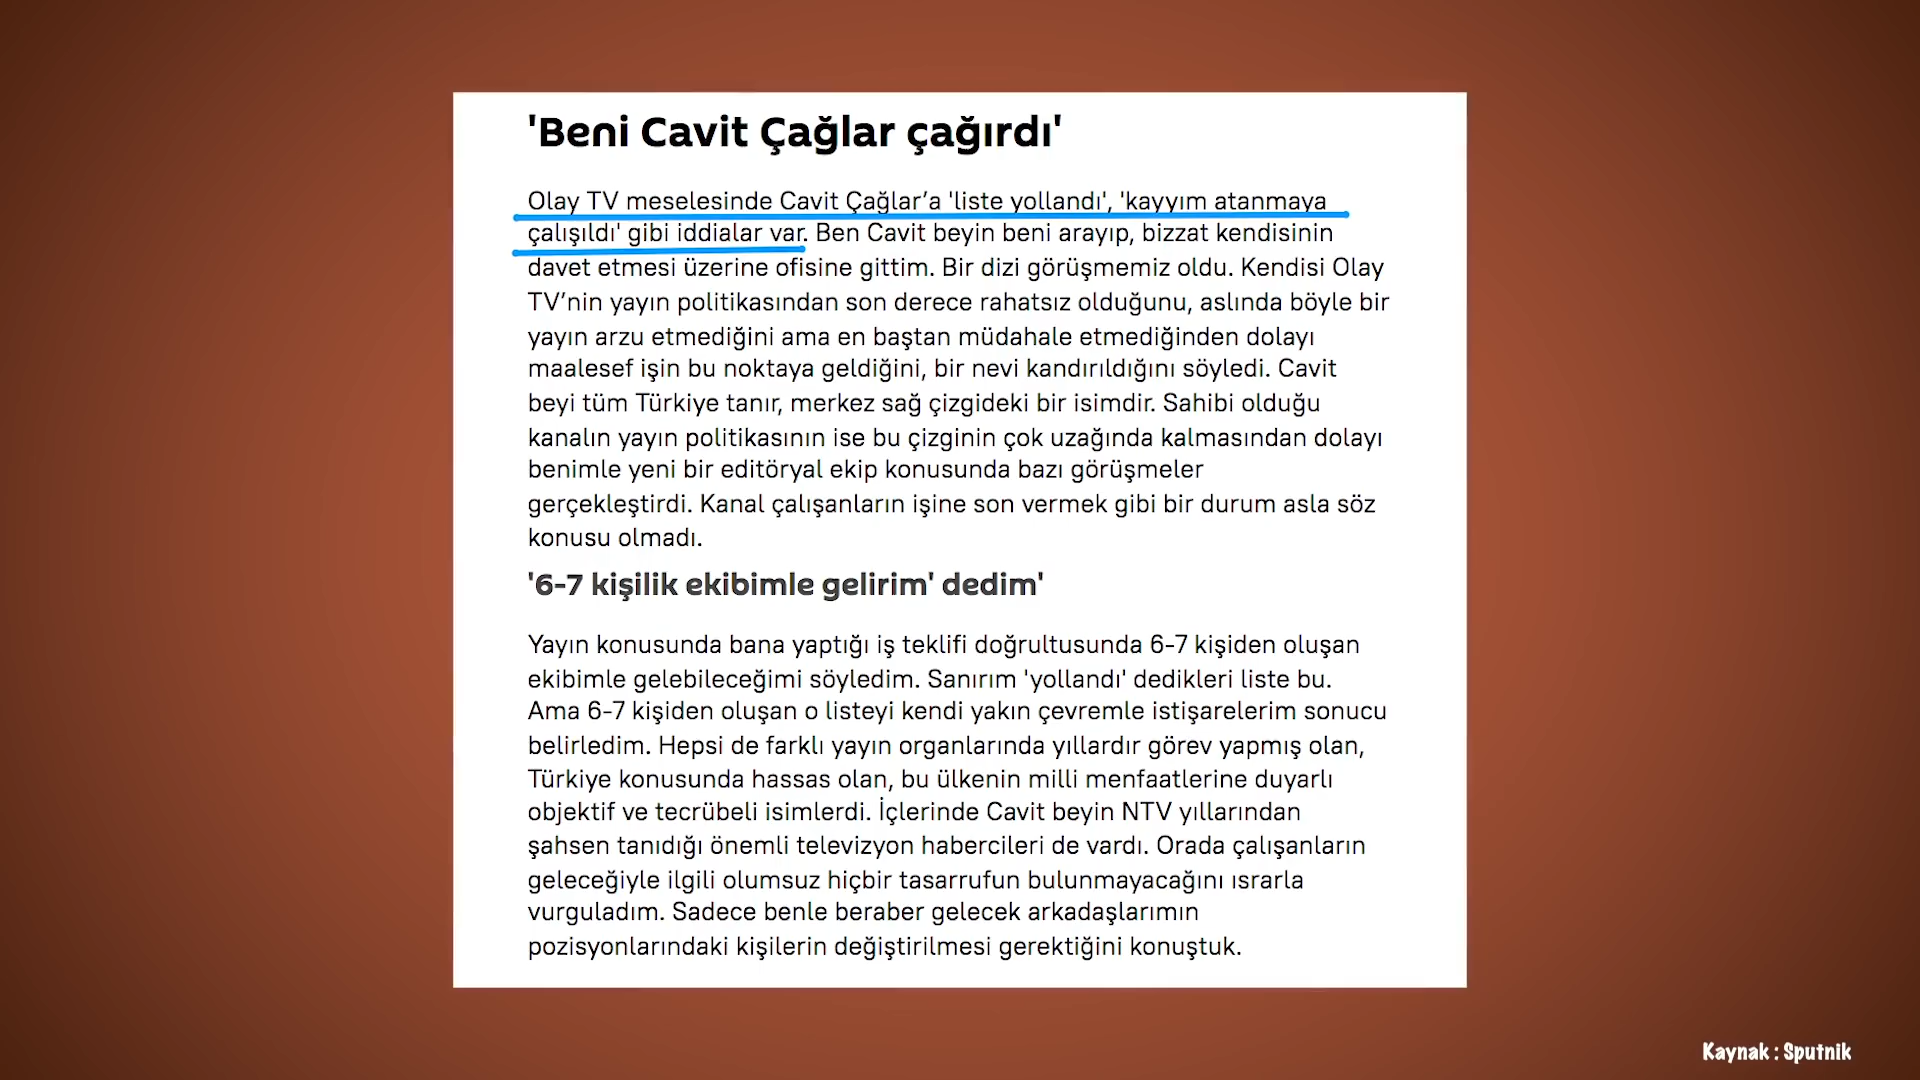 'Beni Cavit Çağlar çağırdı'
Olay TV meselesinde Cavit Çağlar’a 'liste yollandı', 'kayyım atanmaya
çalışıldı' gibi iddialar var. Ben Cavit beyin beni arayıp, bizzat kendisinin
davet etmesi üzerine ofisine gittim. Bir dizi görüşmemiz oldu. Kendisi Olay
TV’nin yayın politikasından son derece rahatsız olduğunu, aslında böyle bir
yayın arzu etmediğini ama en baştan müdahale etmediğinden dolayı
maalesef işin bu noktaya geldiğini, bir nevi kandırıldığını söyledi. Cavit
beyi tüm Türkiye tanır, merkez sağ çizgideki bir isimdir. Sahibi olduğu
kanalın yayın politikasının ise bu çizginin çok uzağında kalmasından dolayı
benimle yeni bir editöryal ekip konusunda bazı görüşmeler
gerçekleştirdi. Kanal çalışanların işine son vermek gibi bir durum asla söz
konusu olmadı.
'6-7 kişilik ekibimle gelirim' dedim'
Yayın konusunda bana yaptığı iş teklifi doğrultusunda 6-7 kişiden oluşan
ekibimle gelebileceğimi söyledim. Sanırım 'yollandı' dedikleri liste bu.
Ama 6-7 kişiden oluşan o listeyi kendi yakın çevremle istişarelerim sonucu
belirledim. Hepsi de farklı yayın organlarında yıllardır görev yapmış olan,
Türkiye konusunda hassas olan, bu ülkenin milli menfaatlerine duyarlı
objektif ve tecrübeli isimlerdi. İçlerinde Cavit beyin NTV yıllarından
şahsen tanıdığı önemli televizyon habercileri de vardı. Orada çalışanların
geleceğiyle ilgili olumsuz hiçbir tasarrufun bulunmayacağını ısrarla
vurguladım. Sadece benle beraber gelecek arkadaşlarımın
pozisyonlarındaki kişilerin değiştirilmesi gerektiğini konuştuk.
Kaynak : Sputnik